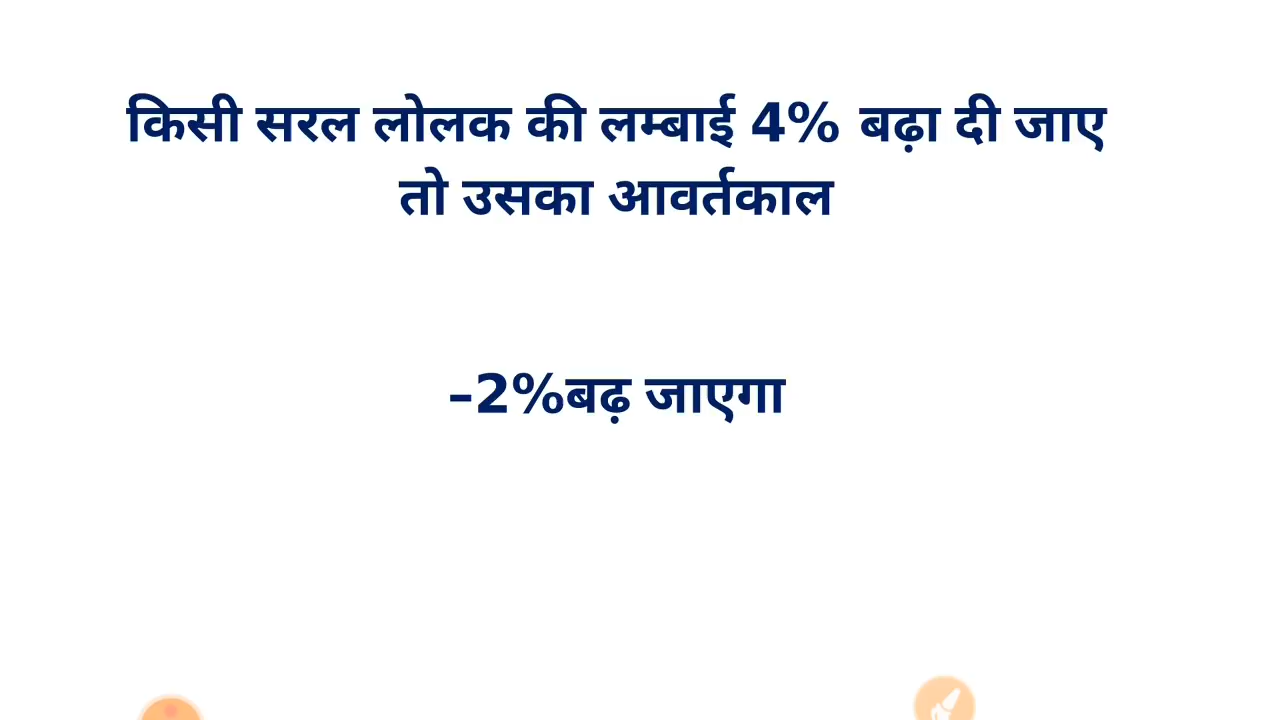 किसी सरल लोलक की लम्बाई 4% बढ़ा दी जाए
तो उसका आवर्तकाल
–2%बढ़ जाएगा